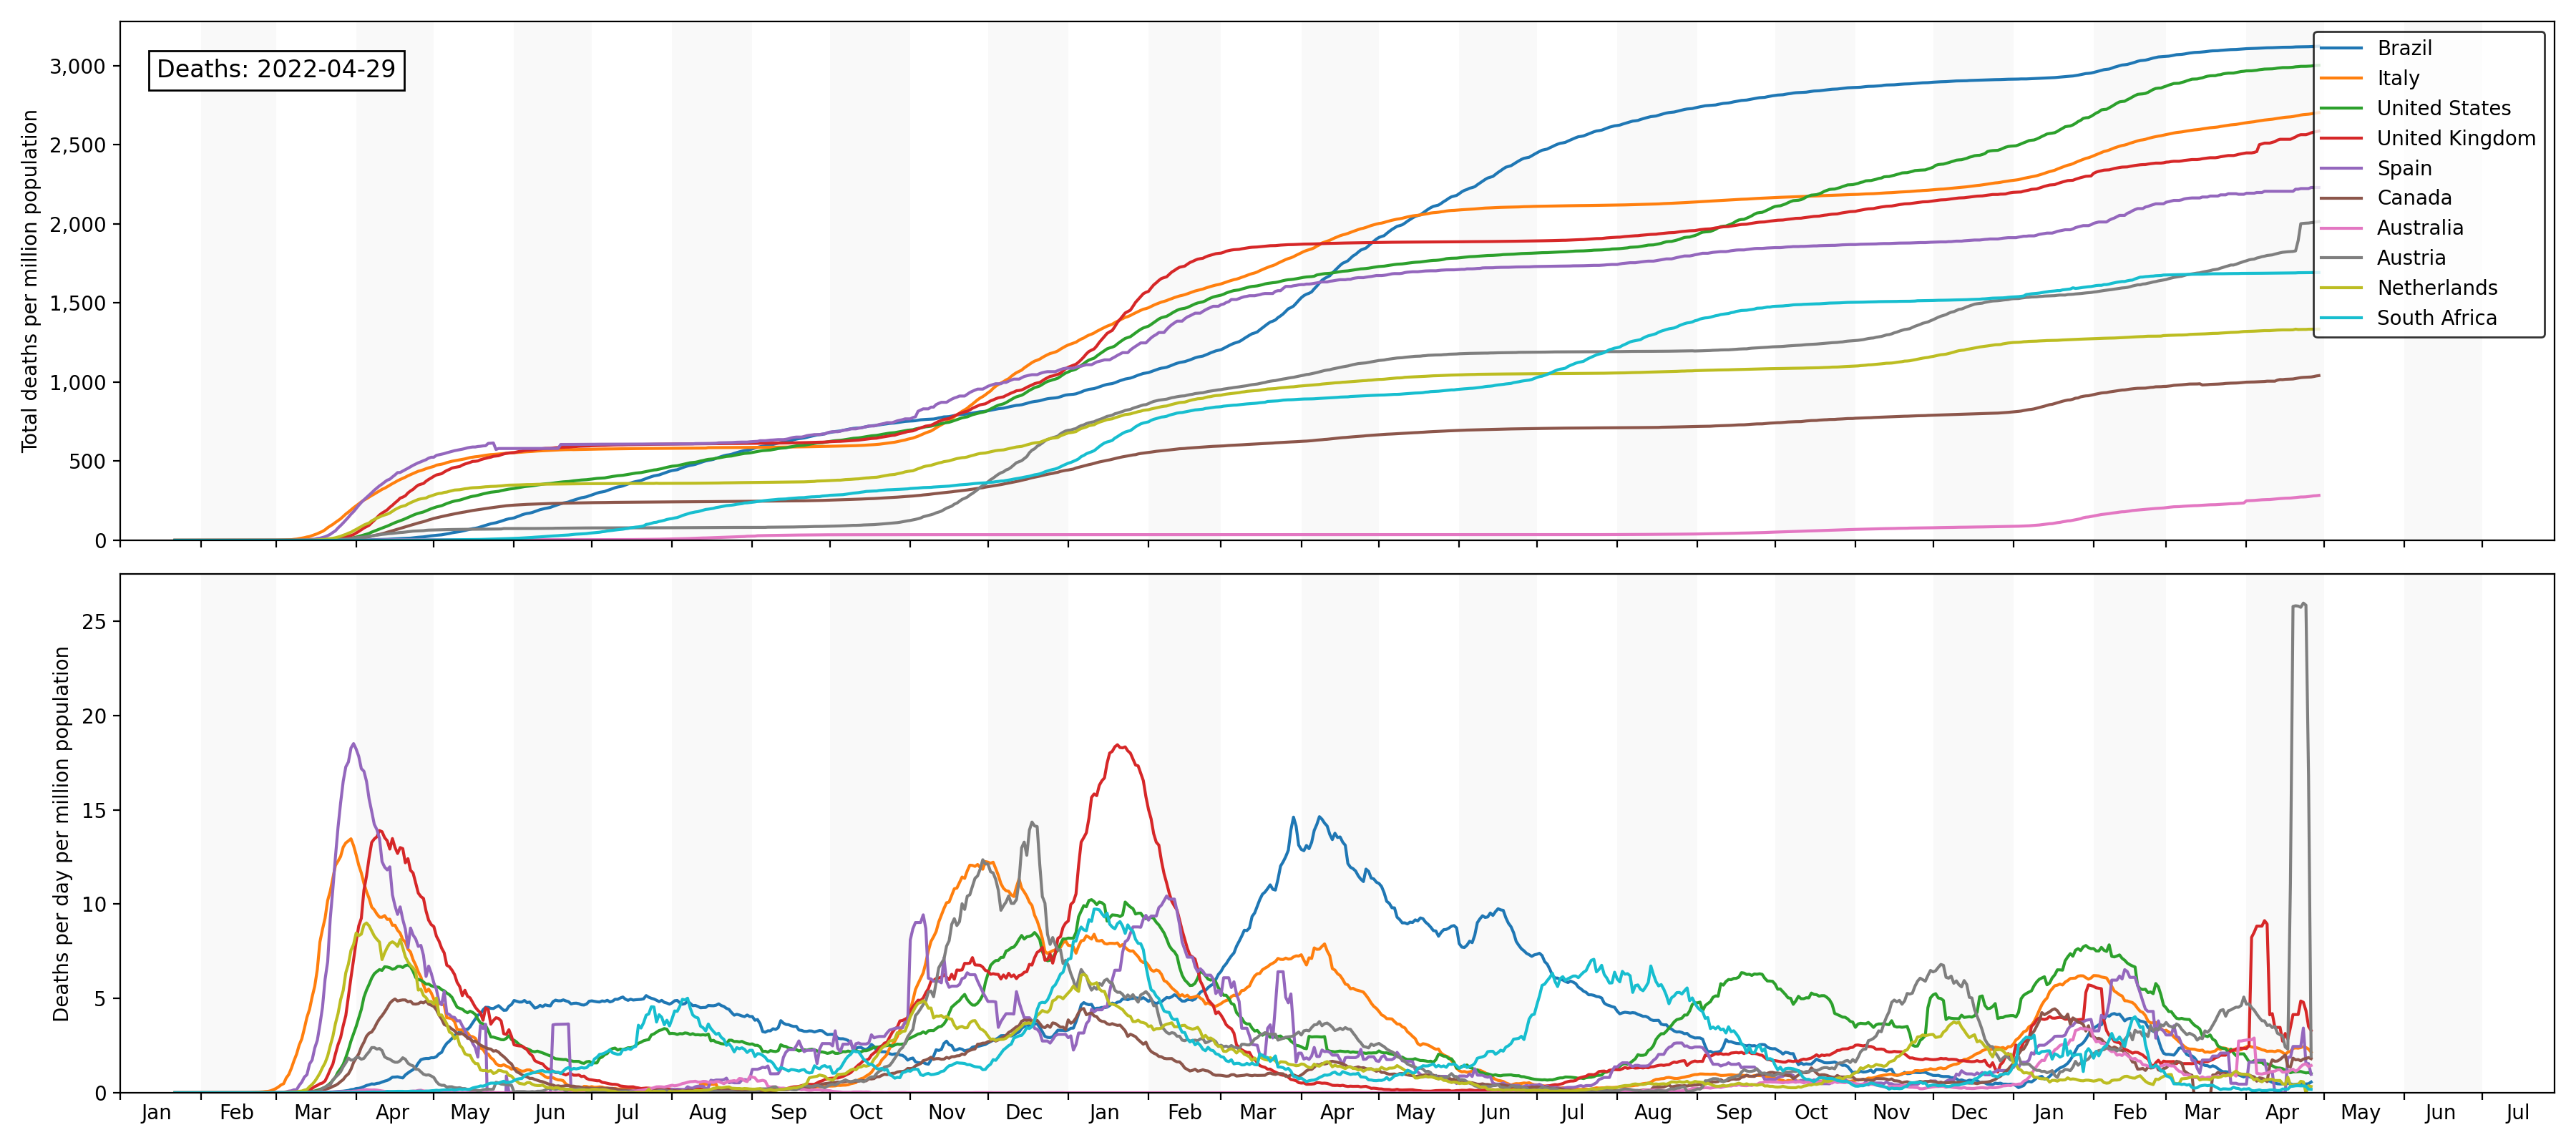 Deaths: 2022-04-29
Total deaths per million population
3,000
2,500
2,000
1,500
1,000
500
0
Brazil
Italy
United States
United Kingdom
Spain
Canada
Australia
Austria
Netherlands
South Africa
Deaths per day per million population
25
20
15
10
5
0
Jan Feb Mar Apr May Jun Jul Aug Sep Oct Nov Dec Jan Feb Mar Apr May Jun Jul Aug Sep Oct Nov Dec Jan Feb Mar Apr May Jun Jul